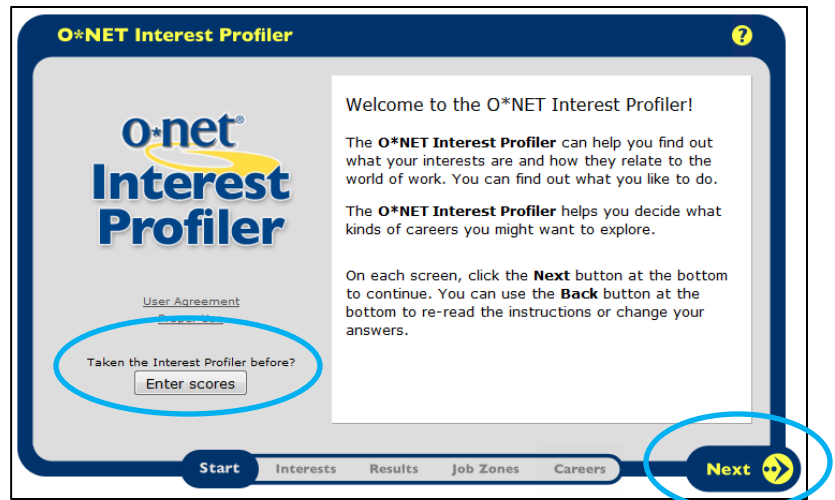 O*NET Interest Profiler
?
o*net®
Interest
Profiler
User Agreement
Proper Use
Taken the Interest Profiler before?
Enter scores
Welcome to the O*NET Interest Profiler!
The O*NET Interest Profiler can help you find out
what your interests are and how they relate to the
world of work. You can find out what you like to do.
The O*NET Interest Profiler helps you decide what
kinds of careers you might want to explore.
On each screen, click the Next button at the bottom
to continue. You can use the Back button at the
bottom to re-read the instructions or change your
answers.
Start Interests Results Job Zones Careers
Next